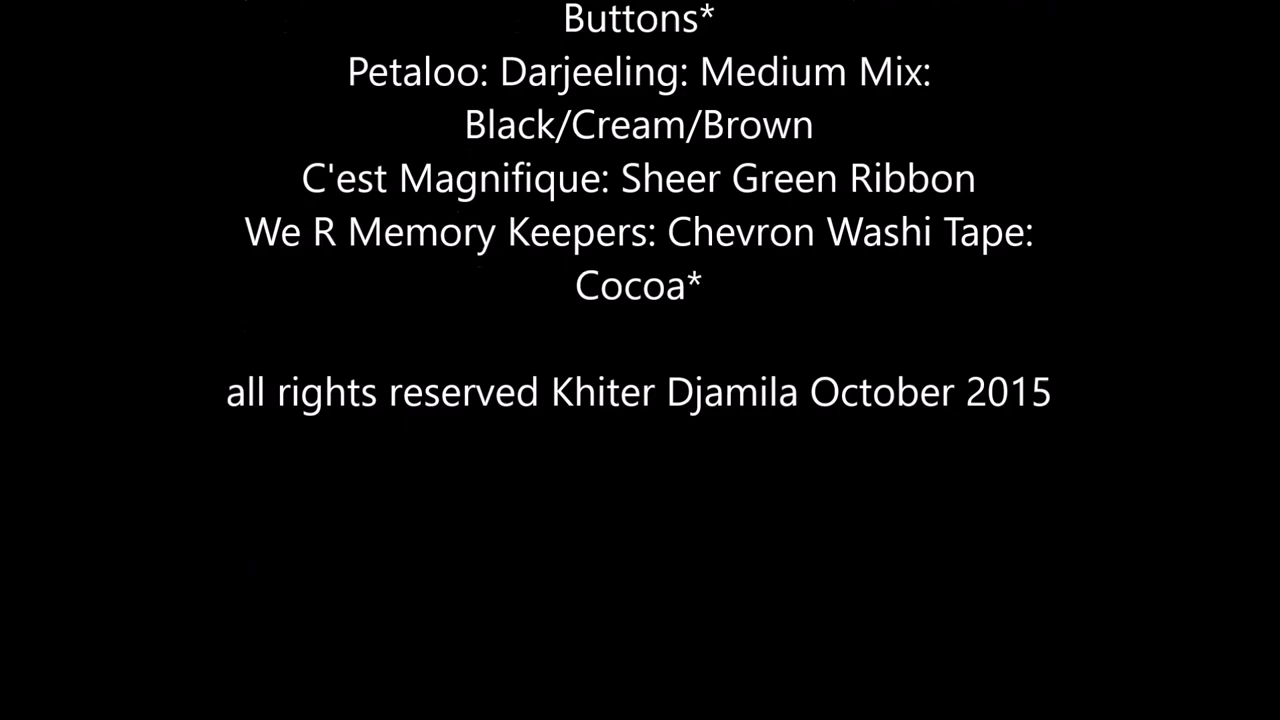 Buttons*
Petaloo: Darjeeling: Medium Mix:
Black/Cream/Brown
C'est Magnifique: Sheer Green Ribbon
We R Memory Keepers: Chevron Washi Tape:
Cocoa*
all rights reserved Khiter Djamila October 2015